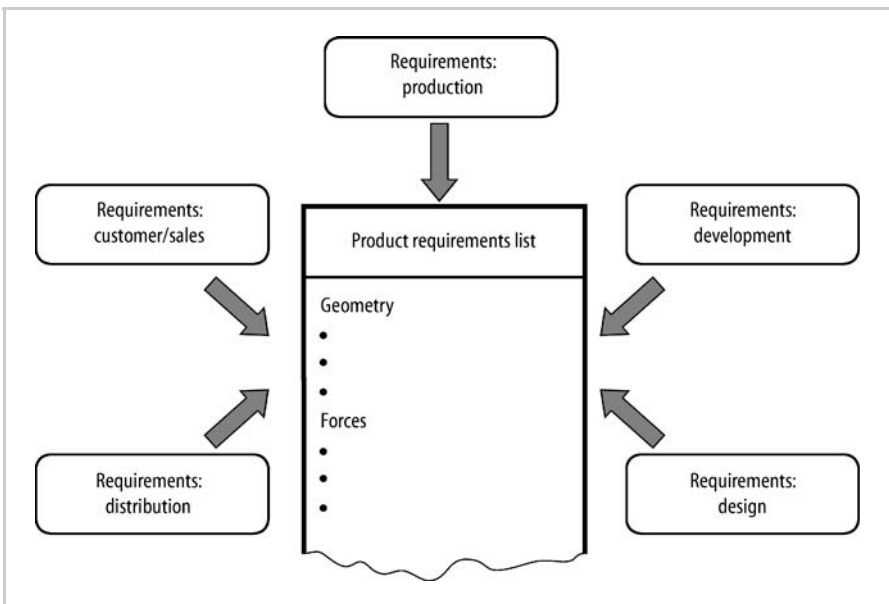 Requirements:
production
Requirements:
customer/sales
Product requirements list
Requirements:
development
Geometry
•
•
•
Forces
•
•
•
Requirements:
distribution
Requirements:
design